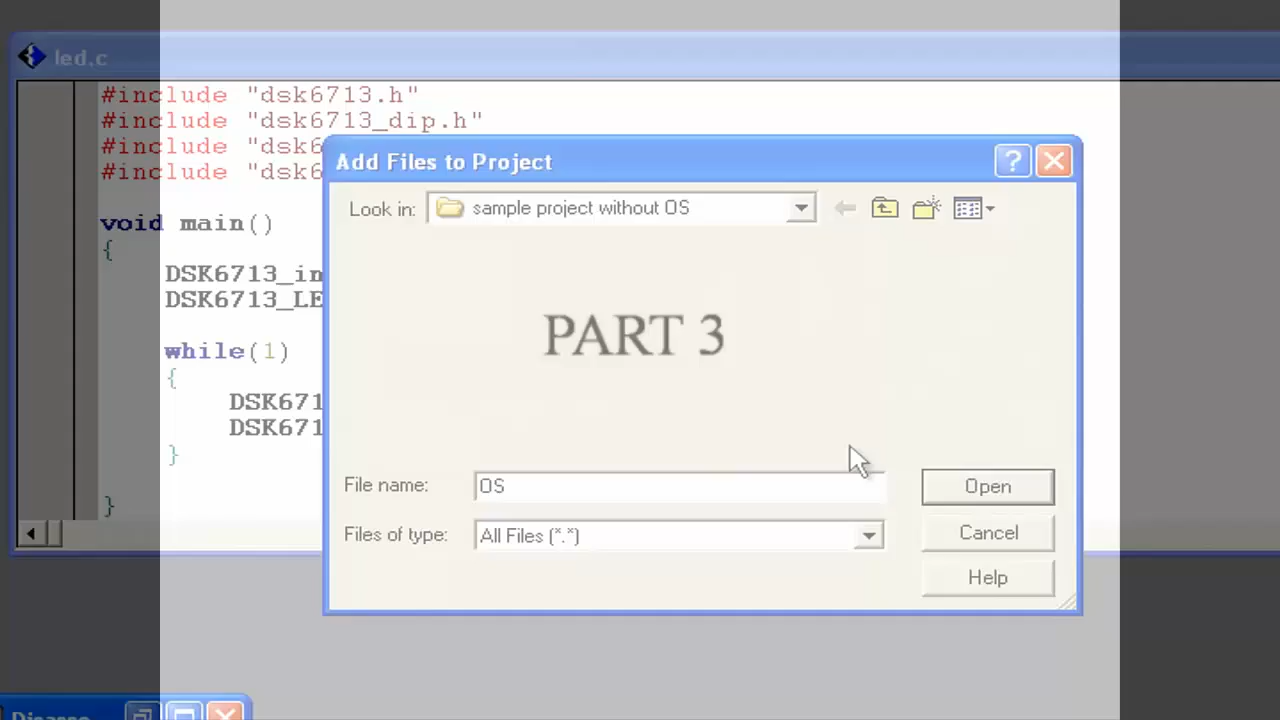 led.c
#include "dsk6713.h"
#include "dsk6713_dip.h"
#include "dsk6
#include "dsk6
void main()
{
DSK6713_in
DSK6713_LE
while(1)
{
DSK671
DSK671
}
}
Add Files to Project
Look in: sample project without OS
PART 3
File name: OS Open
Files of type: All Files (*.*) Cancel
Help